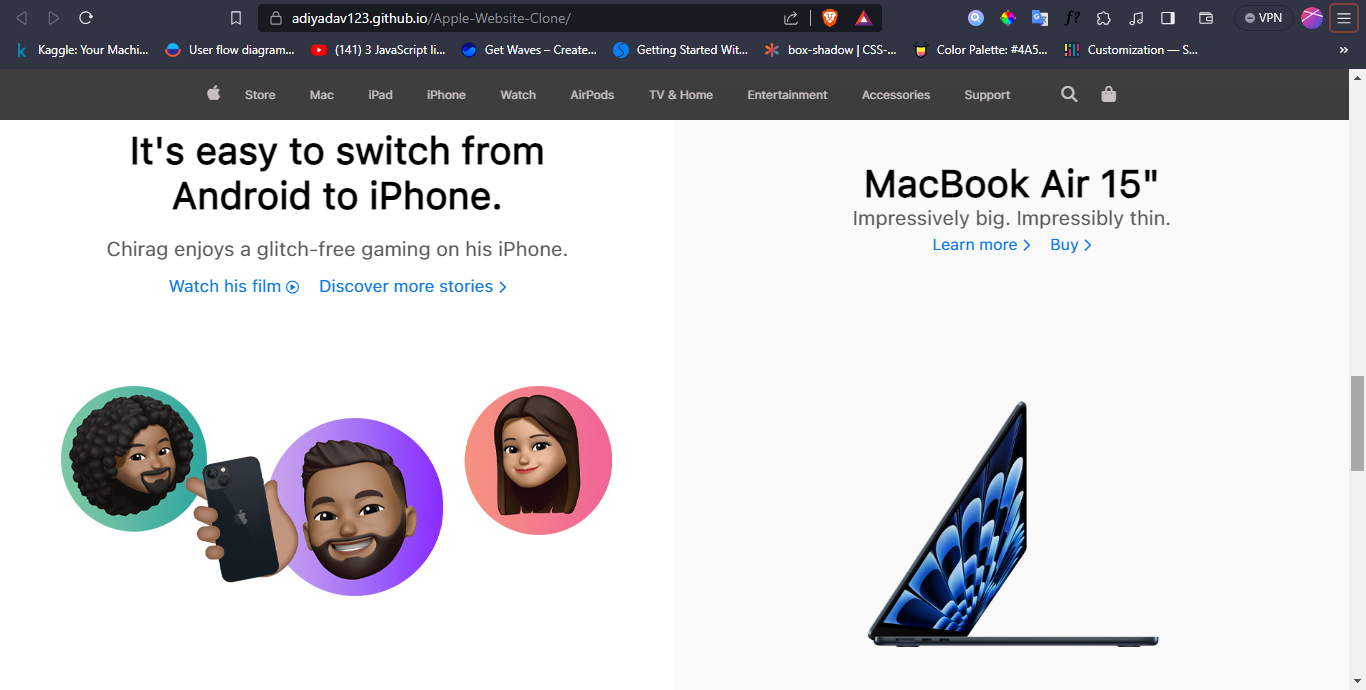 adiyadav123.github.io/Apple-Website-Clone/
VPN
Kaggle: Your Machi...
User flow diagram...
(141) 3 JavaScript li...
Get Waves – Create...
Getting Started Wit...
box-shadow | CSS-...
Color Palette: #4A5...
Customization — S...
»
Store
Mac
iPad
iPhone
Watch
AirPods
TV & Home
Entertainment
Accessories
Support
It's easy to switch from
Android to iPhone.
Chirag enjoys a glitch-free gaming on his iPhone.
Watch his film
Discover more stories
MacBook Air 15"
Impressively big. Impressibly thin.
Learn more
Buy